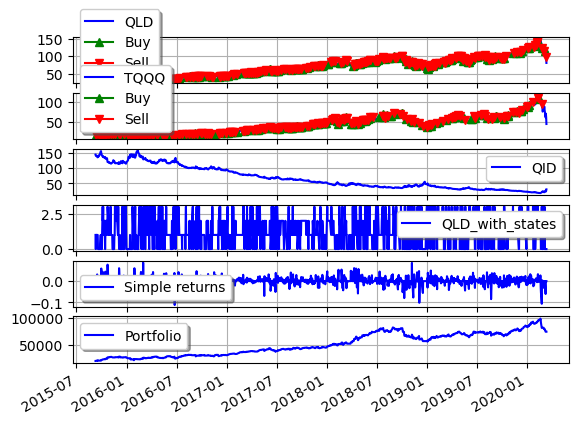 QLD
Buy
Sell
150
100
50
TQQQ
Buy
Sell
100
50
150
100
50
QID
2.5
0.0
QLD_with_states
0.0
−0.1
Simple returns
100000
50000
Portfolio
2015-07
2016-01
2016-07
2017-01
2017-07
2018-01
2018-07
2019-01
2019-07
2020-01